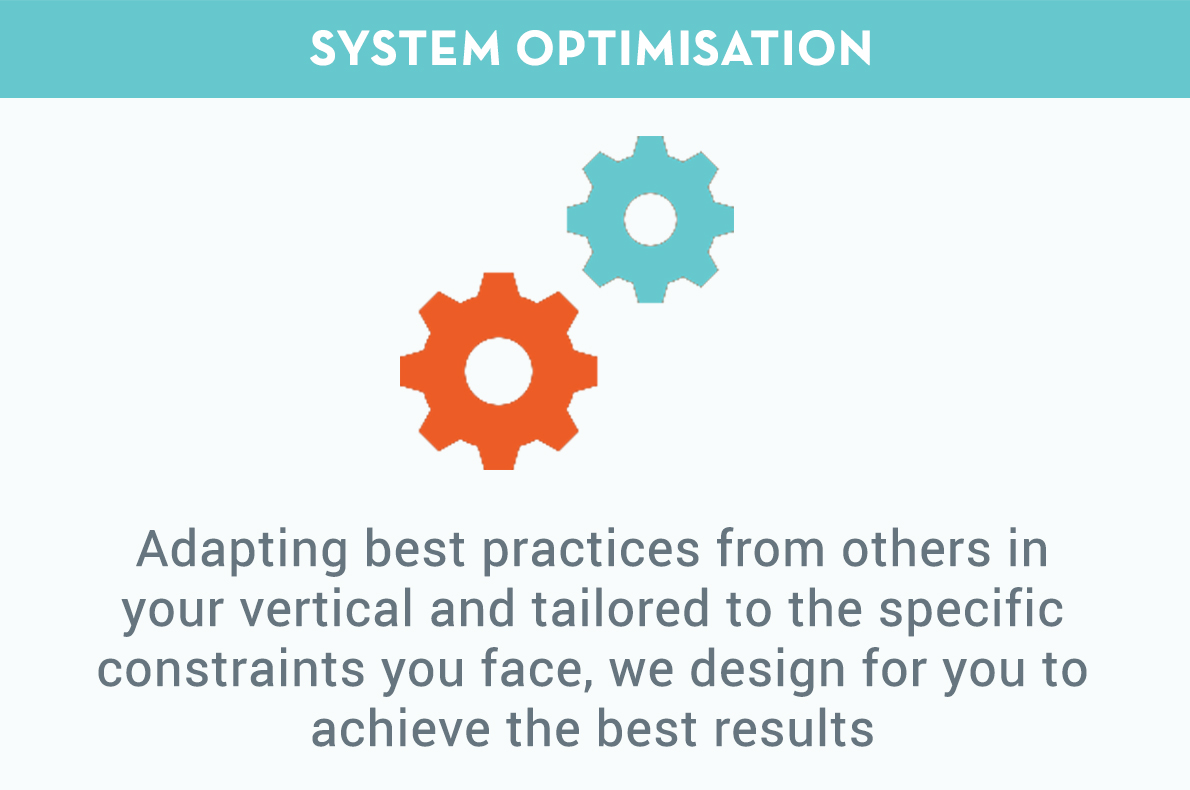 SYSTEM OPTIMISATION
Adapting best practices from others in
your vertical and tailored to the specific
constraints you face, we design for you to
achieve the best results